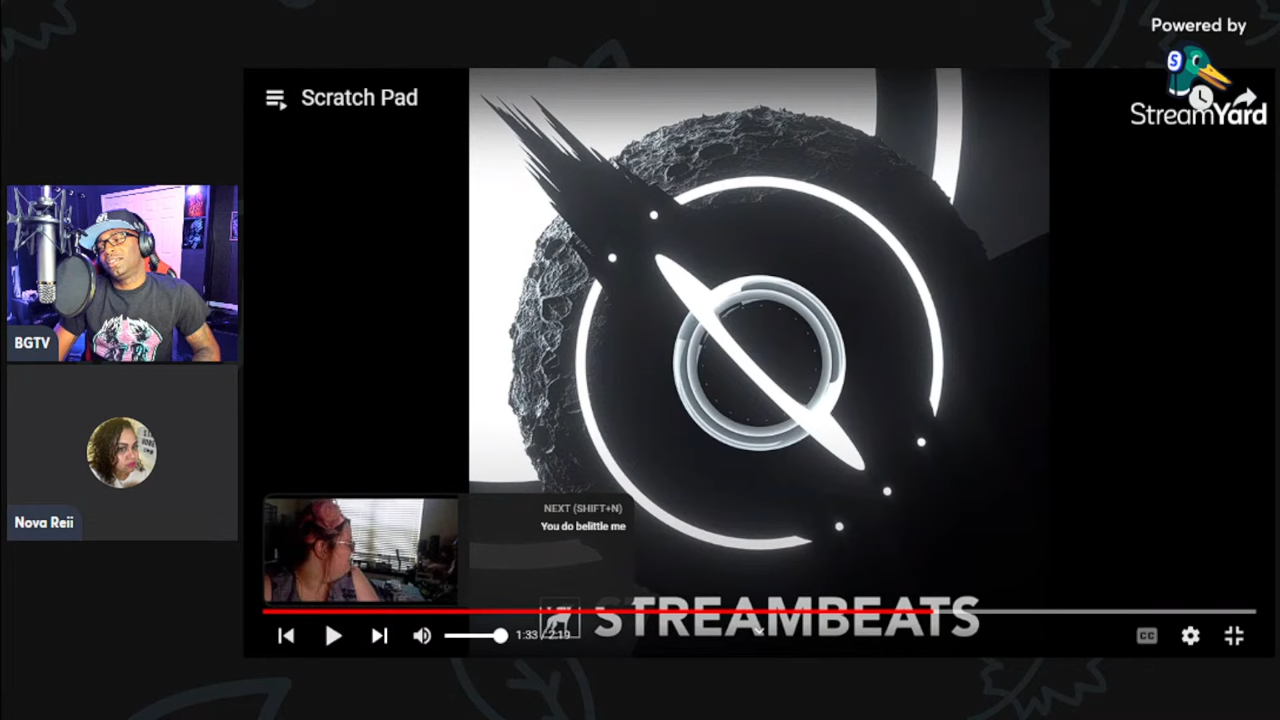 Powered by
S
StreamYard
Scratch Pad
BGTV
Nova Reii
NEXT (SHIFT+N)
You do belittle me
STREAMBEATS
1:33 / 2:19
CC